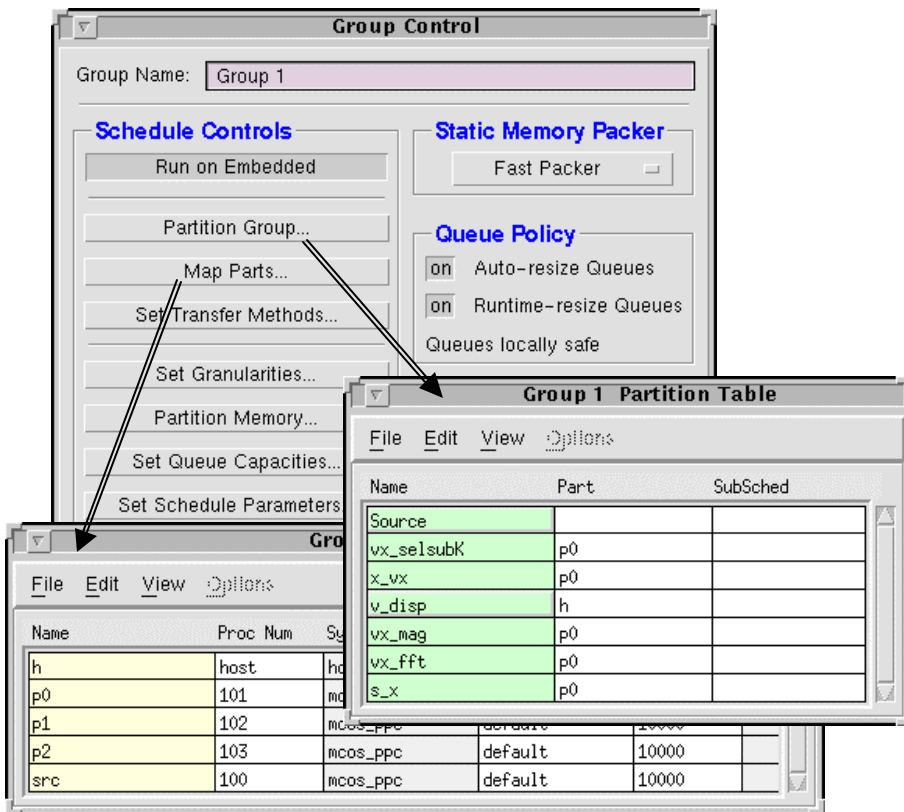 Group Control
Group Name: Group 1
Schedule Controls
Run on Embedded
Partition Group...
Map Parts...
Set Transfer Methods...
Set Granularities...
Partition Memory...
Set Queue Capacities...
Set Schedule Parameters
Static Memory Packer
Fast Packer
Queue Policy
on Auto-resize Queues
on Runtime-resize Queues
Queues locally safe
Group 1 Partition Table
File Edit View Options
Name Part SubSched
Source
vx_selsubK p0
x_vx p0
v_disp h
vx_mag p0
vx_fft p0
s_x p0
File Edit View Options
Name Proc Num
h host
p0 101
p1 102 mcos_ppc default 10000
p2 103 mcos_ppc default 10000
src 100 mcos_ppc default 10000